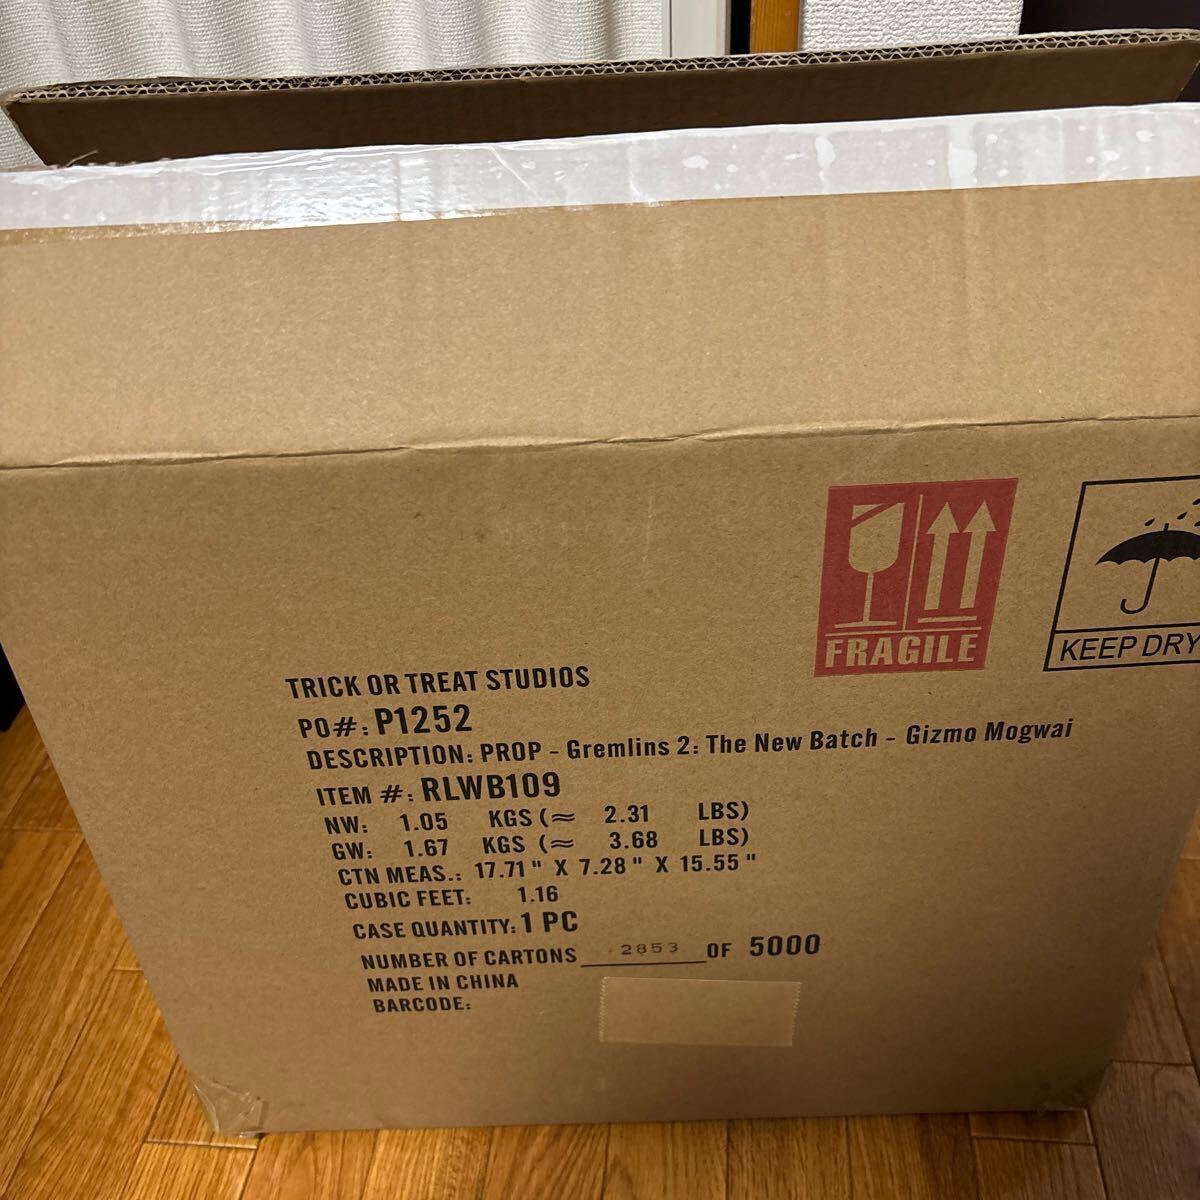 FRAGILE
KEEP DRY
TRICK OR TREAT STUDIOS
PO#: P1252
DESCRIPTION: PROP - Gremlins 2: The New Batch - Gizmo Mogwai
ITEM #: RLWB109
NW: 1.05 KGS (≈ 2.31 LBS)
GW: 1.67 KGS (≈ 3.68 LBS)
CTN MEAS.: 17.71" X 7.28" X 15.55"
CUBIC FEET: 1.16
CASE QUANTITY: 1 PC
NUMBER OF CARTONS 2853 OF 5000
MADE IN CHINA
BARCODE: